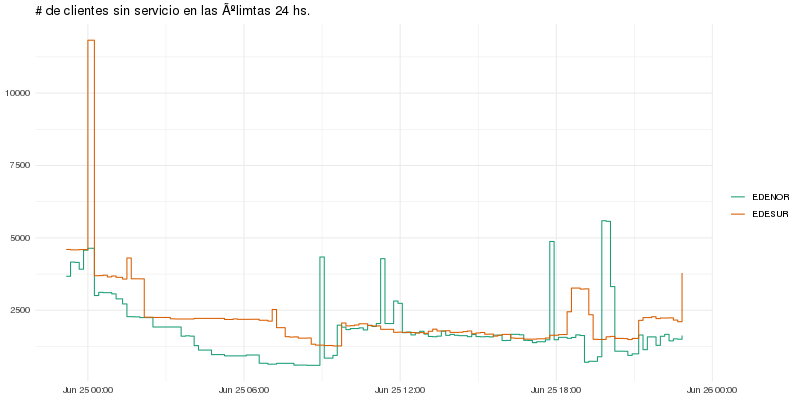 # de clientes sin servicio en las Ãºlimtas 24 hs.
10000
7500
5000
2500
EDENOR
EDESUR
Jun 25 00:00
Jun 25 06:00
Jun 25 12:00
Jun 25 18:00
Jun 26 00:00